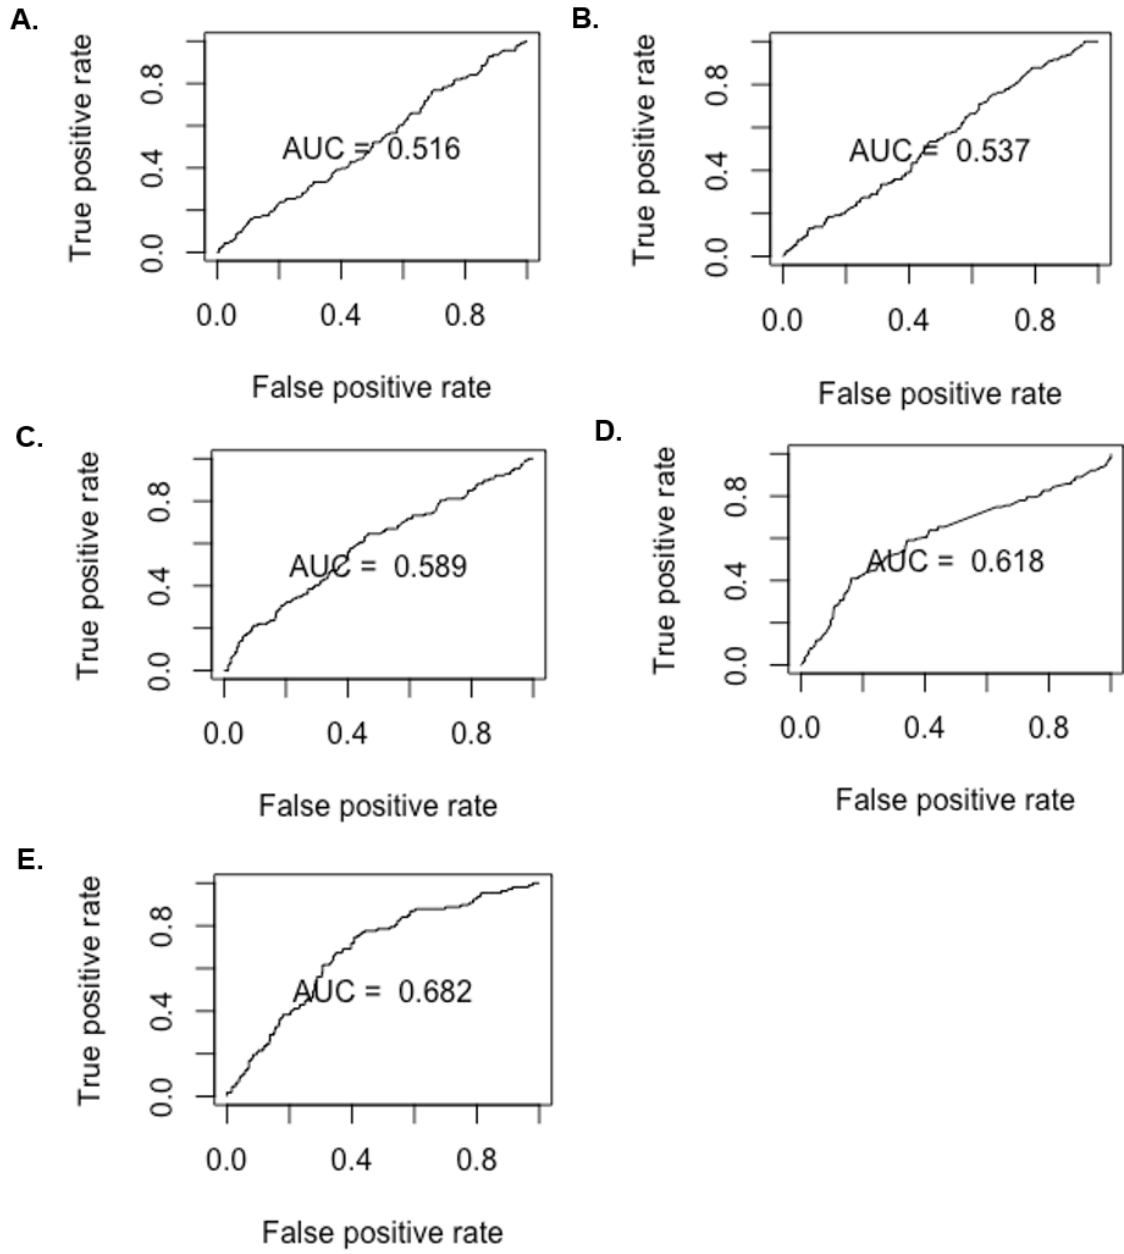 A.
True positive rate
0.8
0.4
0.0
AUC = 0.516
0.0 0.4 0.8
False positive rate
B.
True positive rate
0.8
0.4
0.0
AUC = 0.537
0.0 0.4 0.8
False positive rate
C.
True positive rate
0.8
0.4
0.0
AUC = 0.589
0.0 0.4 0.8
False positive rate
D.
True positive rate
0.8
0.4
0.0
AUC = 0.618
0.0 0.4 0.8
False positive rate
E.
True positive rate
0.8
0.4
0.0
AUC = 0.682
0.0 0.4 0.8
False positive rate